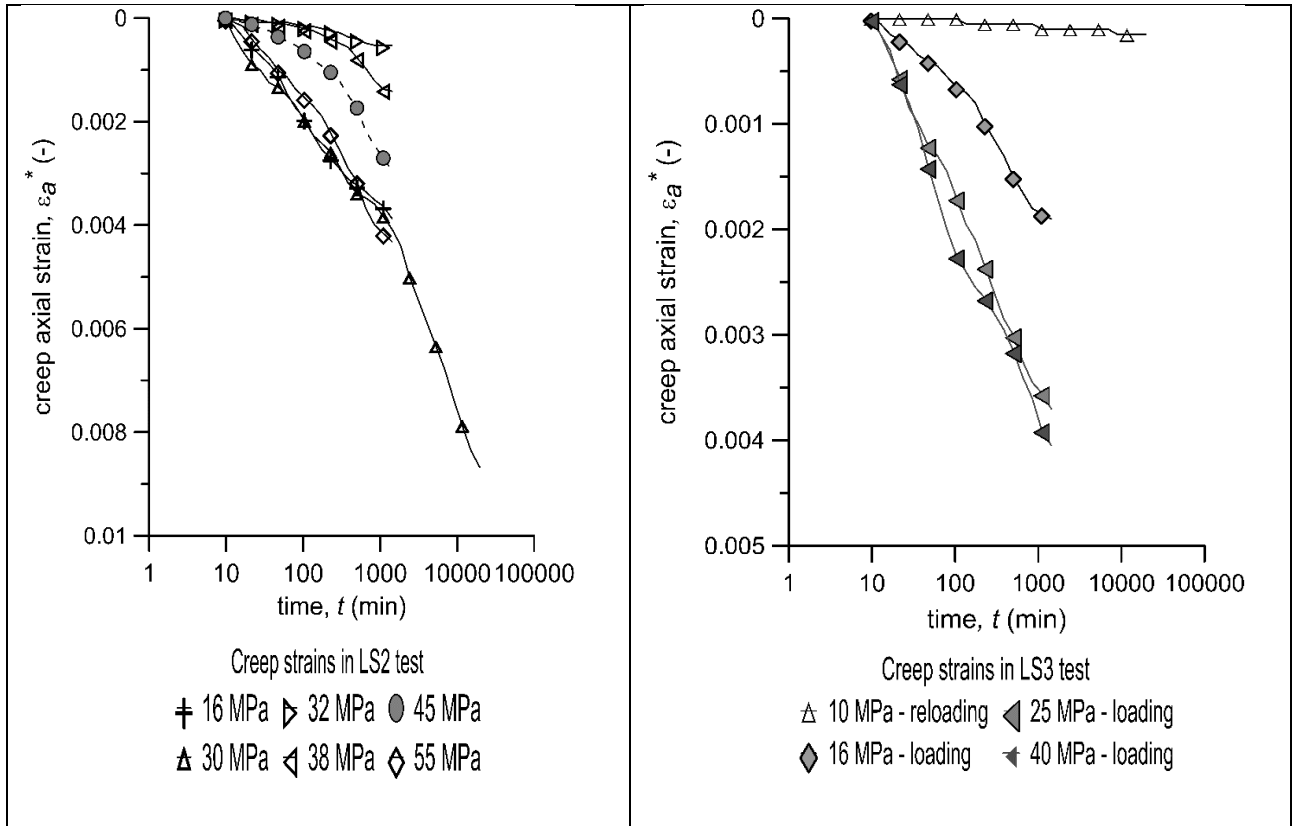 0
0.002
0.004
0.006
0.008
0.01
creep axial strain, εa* (-)
1 10 100 1000 10000 100000
time, t (min)
Creep strains in LS2 test
16 MPa 32 MPa 45 MPa
30 MPa 38 MPa 55 MPa
0
0.001
0.002
0.003
0.004
0.005
creep axial strain, εa* (-)
1 10 100 1000 10000 100000
time, t (min)
Creep strains in LS3 test
10 MPa - reloading 25 MPa - loading
16 MPa - loading 40 MPa - loading